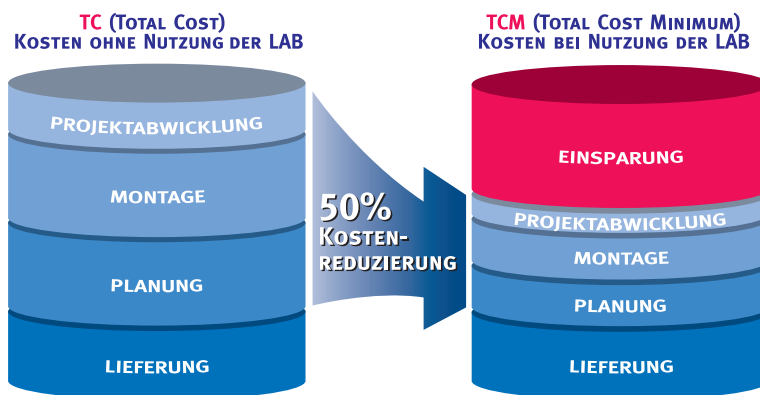 TC (Total Cost)
Kosten ohne Nutzung der LAB
TCM (Total Cost Minimum)
Kosten bei Nutzung der LAB
PROJEKTABWICKLUNG
MONTAGE
PLANUNG
LIEFERUNG
50%
Kosten-
reduzierung
EINSPARUNG
PROJEKTABWICKLUNG
MONTAGE
PLANUNG
LIEFERUNG